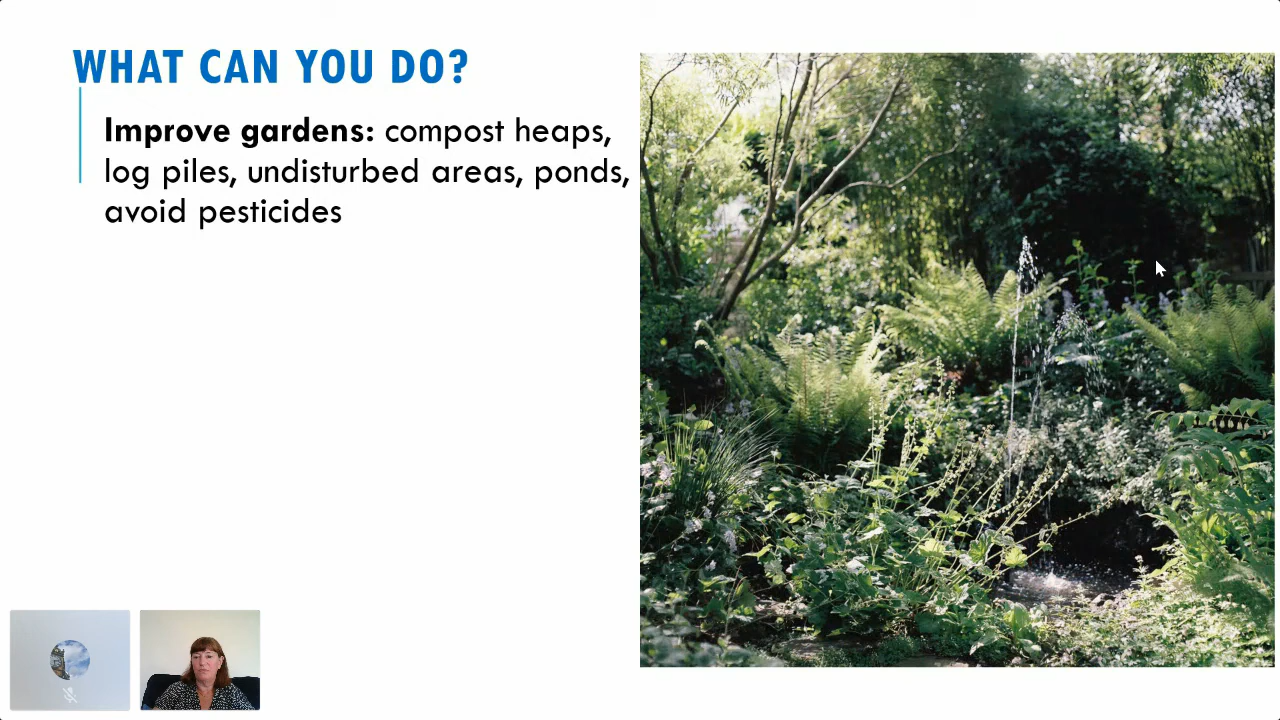 WHAT CAN YOU DO?
Improve gardens: compost heaps,
log piles, undisturbed areas, ponds,
avoid pesticides